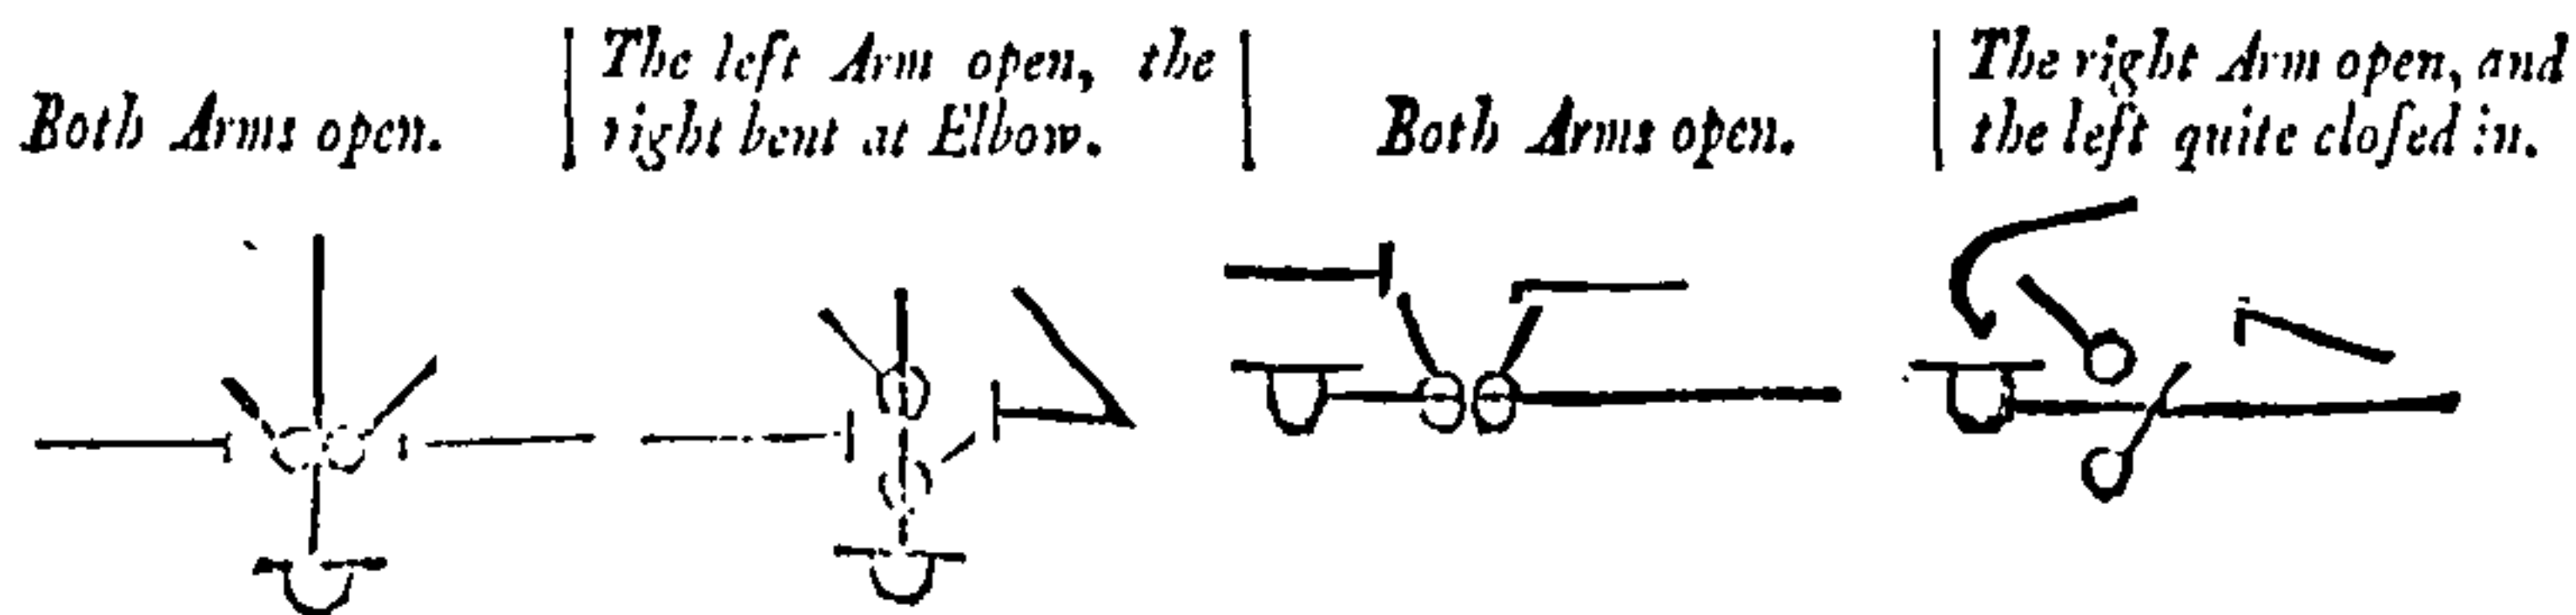 Both Arms open.
The left Arm open, the
right bent at Elbow.
Both Arms open.
The right Arm open, and
the left quite cloſed in.